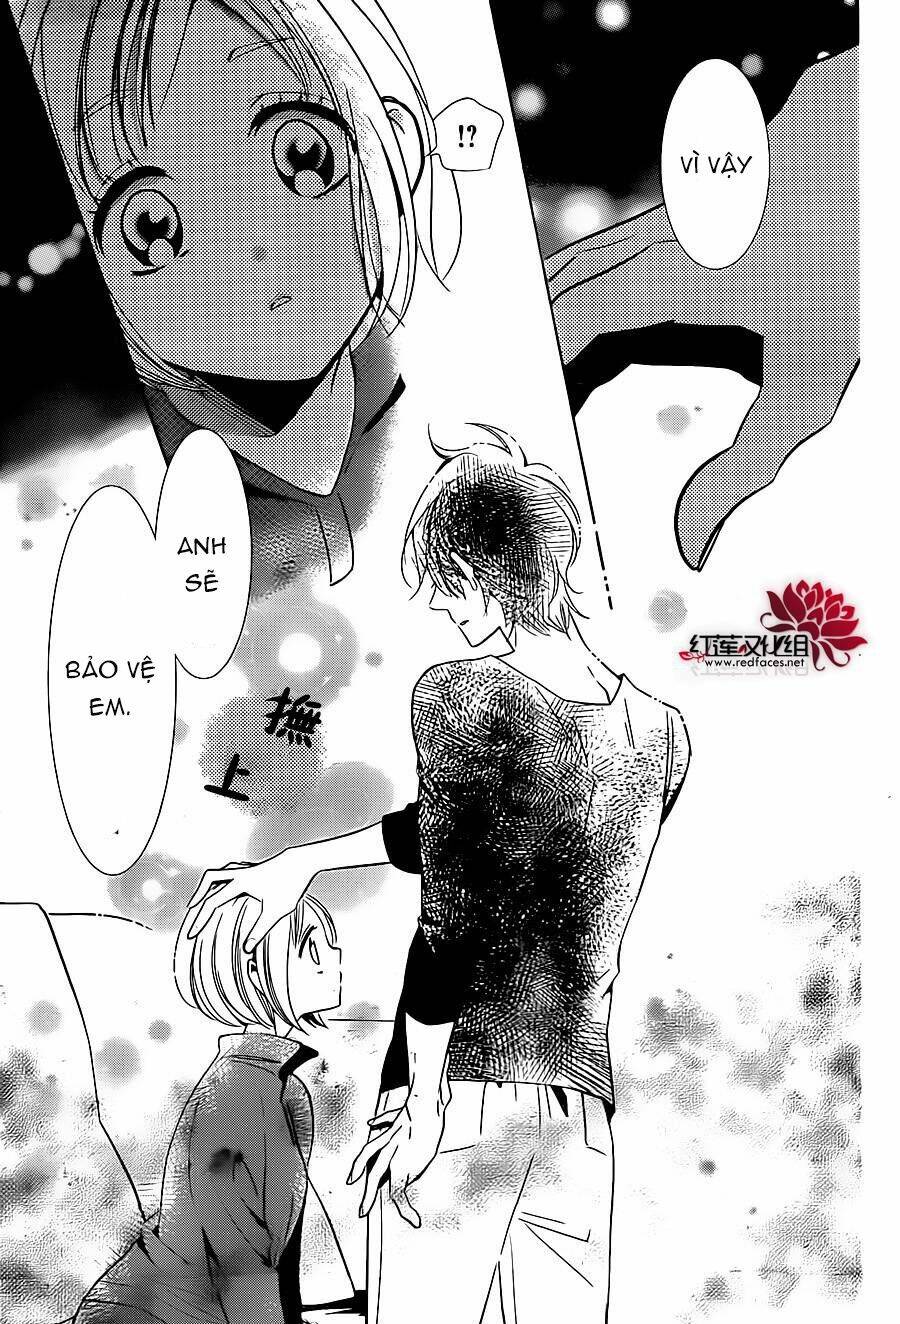 VÌ VẬY
!?
ANH
SẼ
BẢO VỆ
EM.
撫
上
红莲汉化组
www.redfaces.net